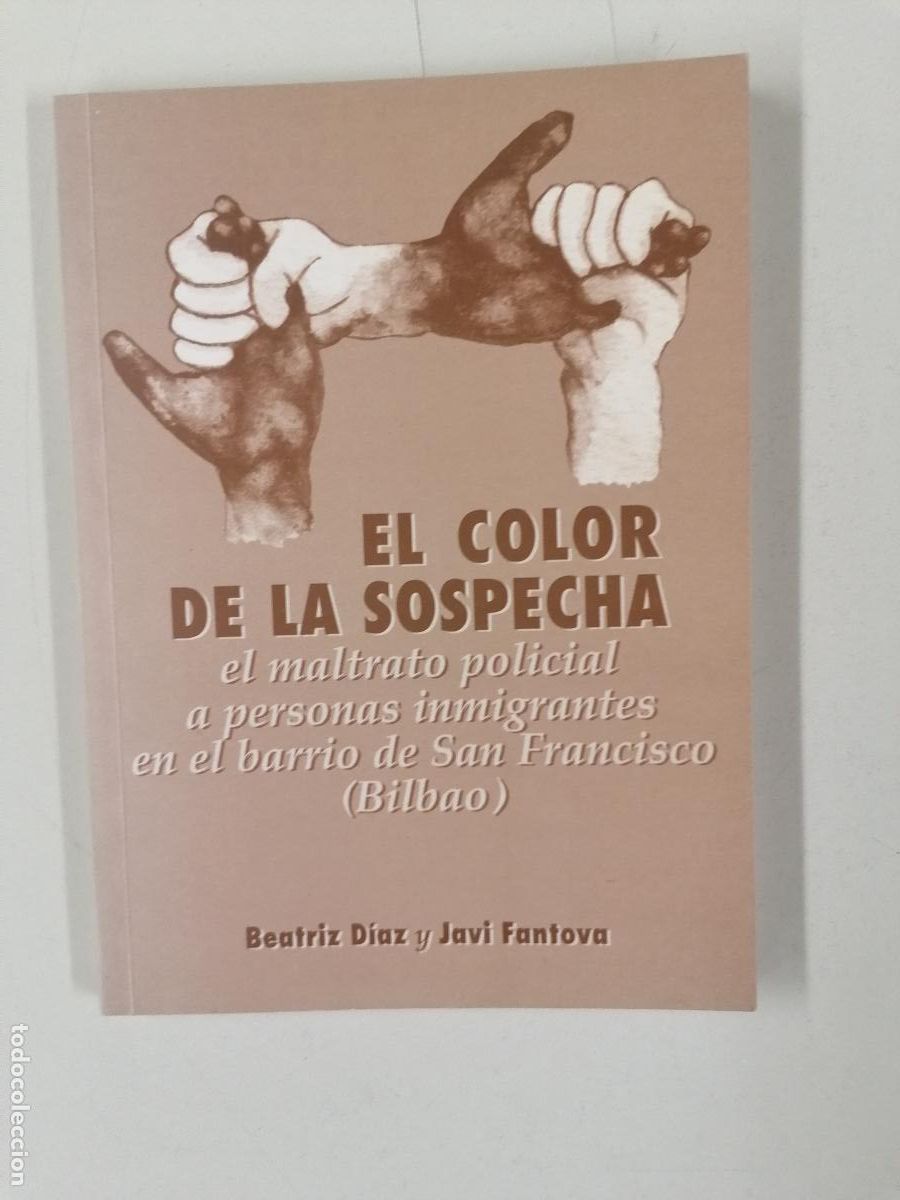 EL COLOR
DE LA SOSPECHA
el maltrato policial
a personas inmigrantes
en el barrio de San Francisco
(Bilbao)
Beatriz Díaz y Javi Fantova
todocoleccion